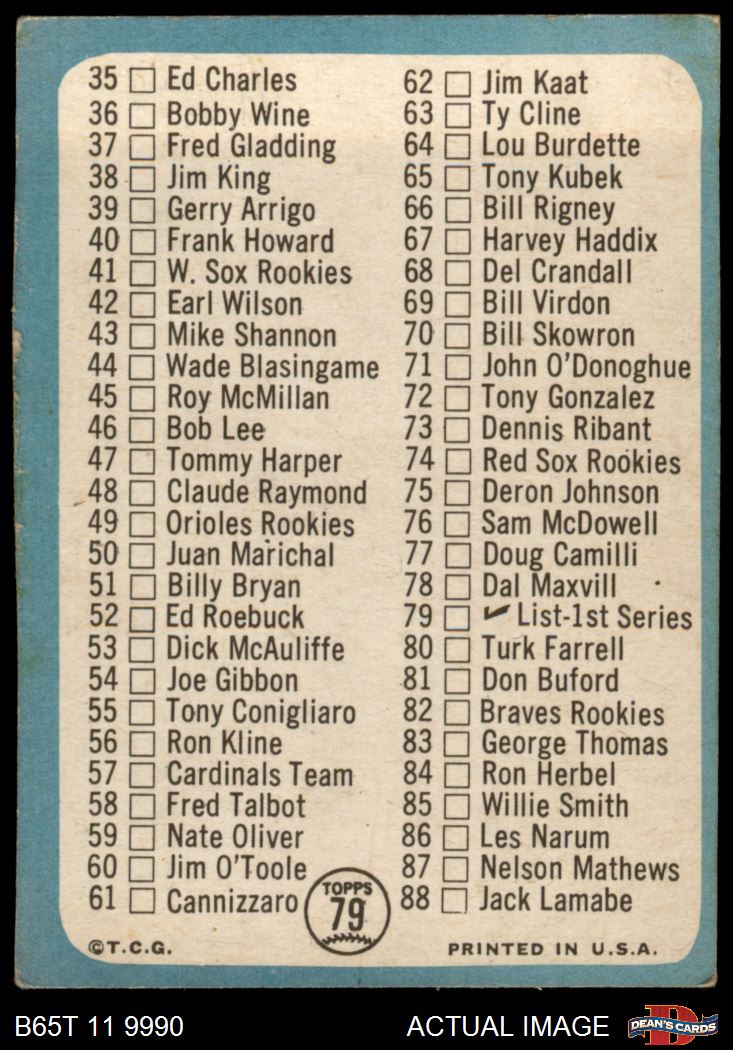 35 Ed Charles
36 Bobby Wine
37 Fred Gladding
38 Jim King
39 Gerry Arrigo
40 Frank Howard
41 W. Sox Rookies
42 Earl Wilson
43 Mike Shannon
44 Wade Blasingame
45 Roy McMillan
46 Bob Lee
47 Tommy Harper
48 Claude Raymond
49 Orioles Rookies
50 Juan Marichal
51 Billy Bryan
52 Ed Roebuck
53 Dick McAuliffe
54 Joe Gibbon
55 Tony Conigliaro
56 Ron Kline
57 Cardinals Team
58 Fred Talbot
59 Nate Oliver
60 Jim O'Toole
61 Cannizzaro
62 Jim Kaat
63 Ty Cline
64 Lou Burdette
65 Tony Kubek
66 Bill Rigney
67 Harvey Haddix
68 Del Crandall
69 Bill Virdon
70 Bill Skowron
71 John O'Donoghue
72 Tony Gonzalez
73 Dennis Ribant
74 Red Sox Rookies
75 Deron Johnson
76 Sam McDowell
77 Doug Camilli
78 Dal Maxvill
79 ✔ List-1st Series
80 Turk Farrell
81 Don Buford
82 Braves Rookies
83 George Thomas
84 Ron Herbel
85 Willie Smith
86 Les Narum
87 Nelson Mathews
88 Jack Lamabe
TOPPS
79
©T.C.G.
PRINTED IN U.S.A.
B65T 11 9990
ACTUAL IMAGE
D
DEAN'S CARDS